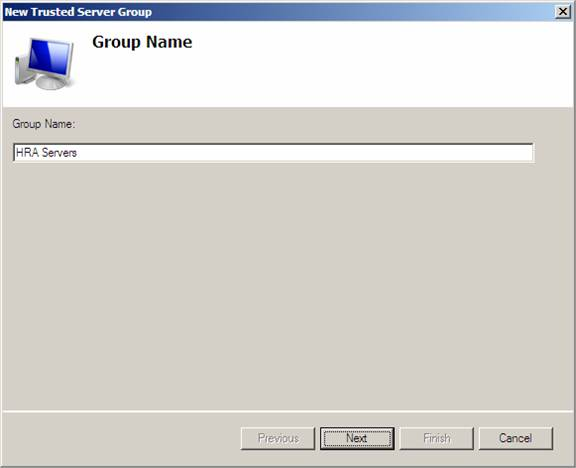 New Trusted Server Group
Group Name
Group Name:
HRA Servers
Previous Next Finish Cancel